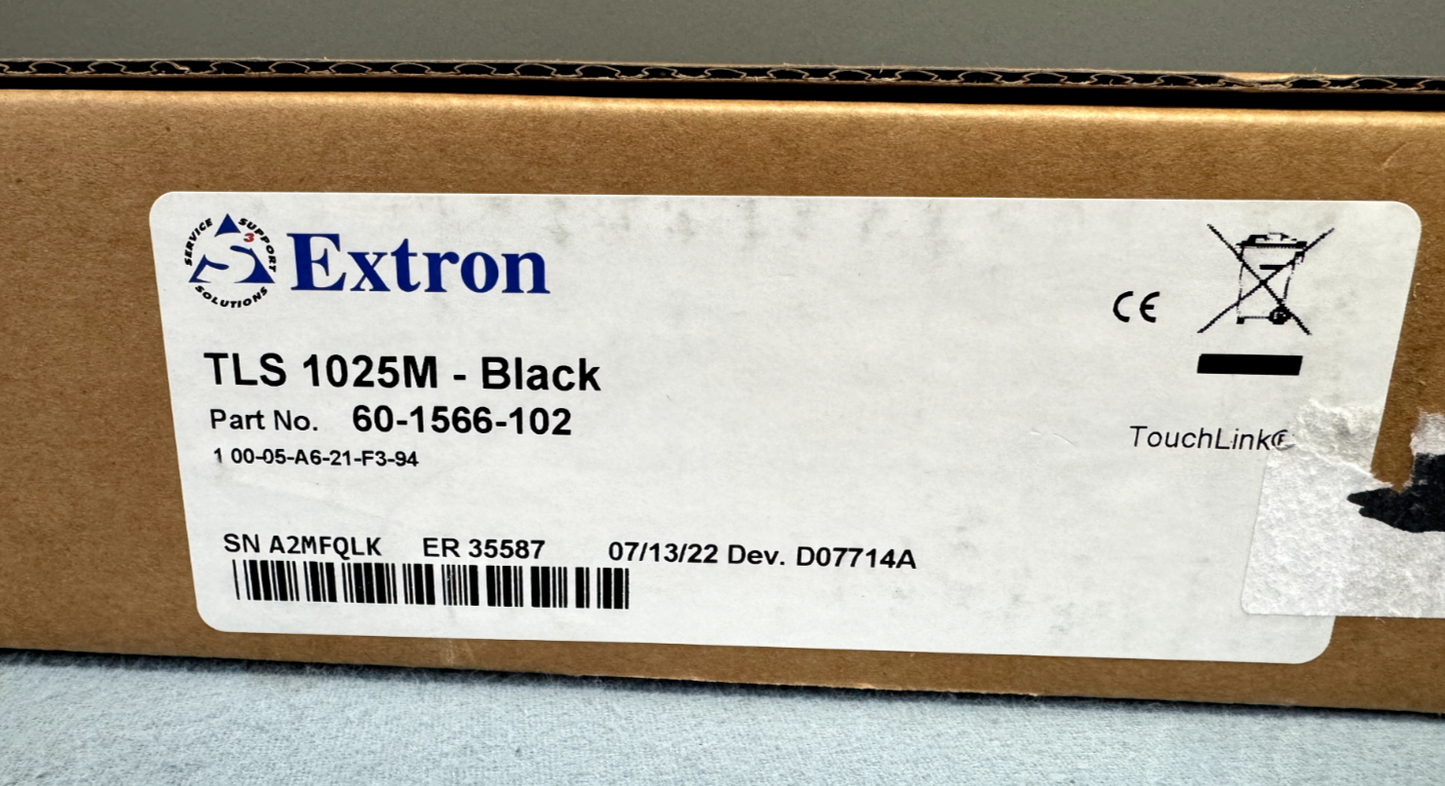 SERVICE SUPPORT SOLUTIONS
S3
Extron
CE
TLS 1025M - Black
Part No. 60-1566-102
1 00-05-A6-21-F3-94
TouchLink®
SN A2MFQLK ER 35587 07/13/22 Dev. D07714A